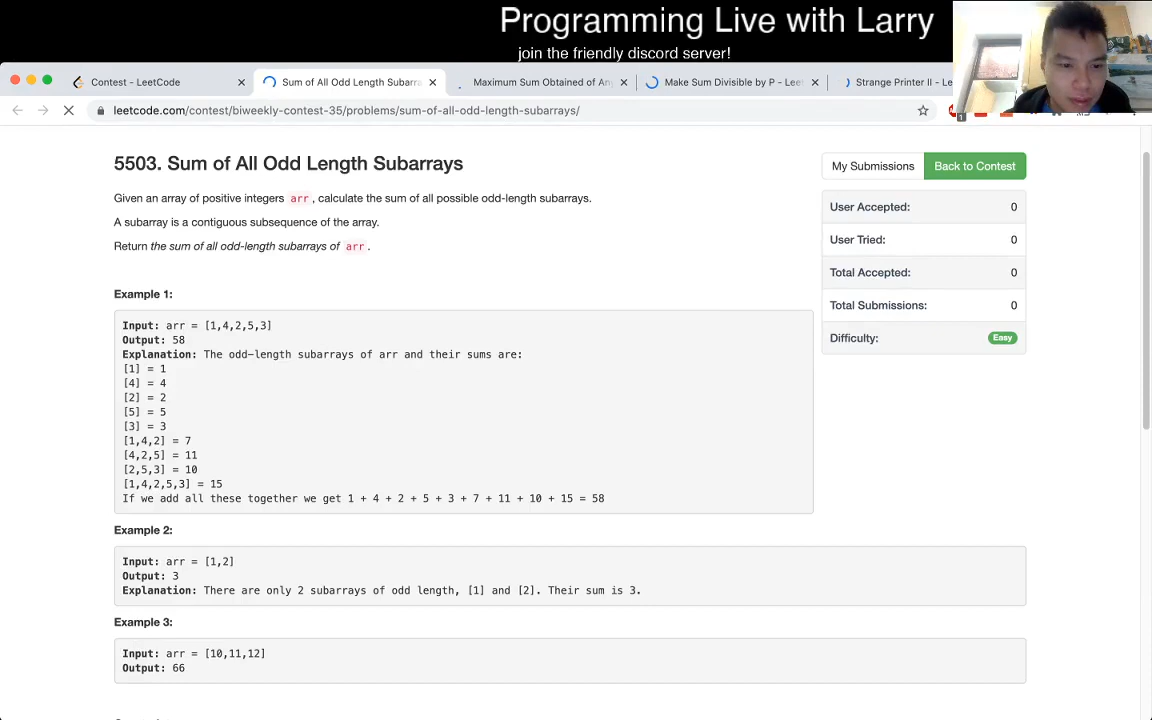 Programming Live with Larry
join the friendly discord server!
Contest - LeetCode
Sum of All Odd Length Subarra
Maximum Sum Obtained of An
Make Sum Divisible by P - Lee
Strange Printer II - Le
leetcode.com/contest/biweekly-contest-35/problems/sum-of-all-odd-length-subarrays/
5503. Sum of All Odd Length Subarrays
My Submissions
Back to Contest
Given an array of positive integers arr, calculate the sum of all possible odd-length subarrays.
A subarray is a contiguous subsequence of the array.
Return the sum of all odd-length subarrays of arr.
User Accepted: 0
User Tried: 0
Total Accepted: 0
Total Submissions: 0
Difficulty: Easy
Example 1:
Input: arr = [1,4,2,5,3]
Output: 58
Explanation: The odd-length subarrays of arr and their sums are:
[1] = 1
[4] = 4
[2] = 2
[5] = 5
[3] = 3
[1,4,2] = 7
[4,2,5] = 11
[2,5,3] = 10
[1,4,2,5,3] = 15
If we add all these together we get 1 + 4 + 2 + 5 + 3 + 7 + 11 + 10 + 15 = 58
Example 2:
Input: arr = [1,2]
Output: 3
Explanation: There are only 2 subarrays of odd length, [1] and [2]. Their sum is 3.
Example 3:
Input: arr = [10,11,12]
Output: 66